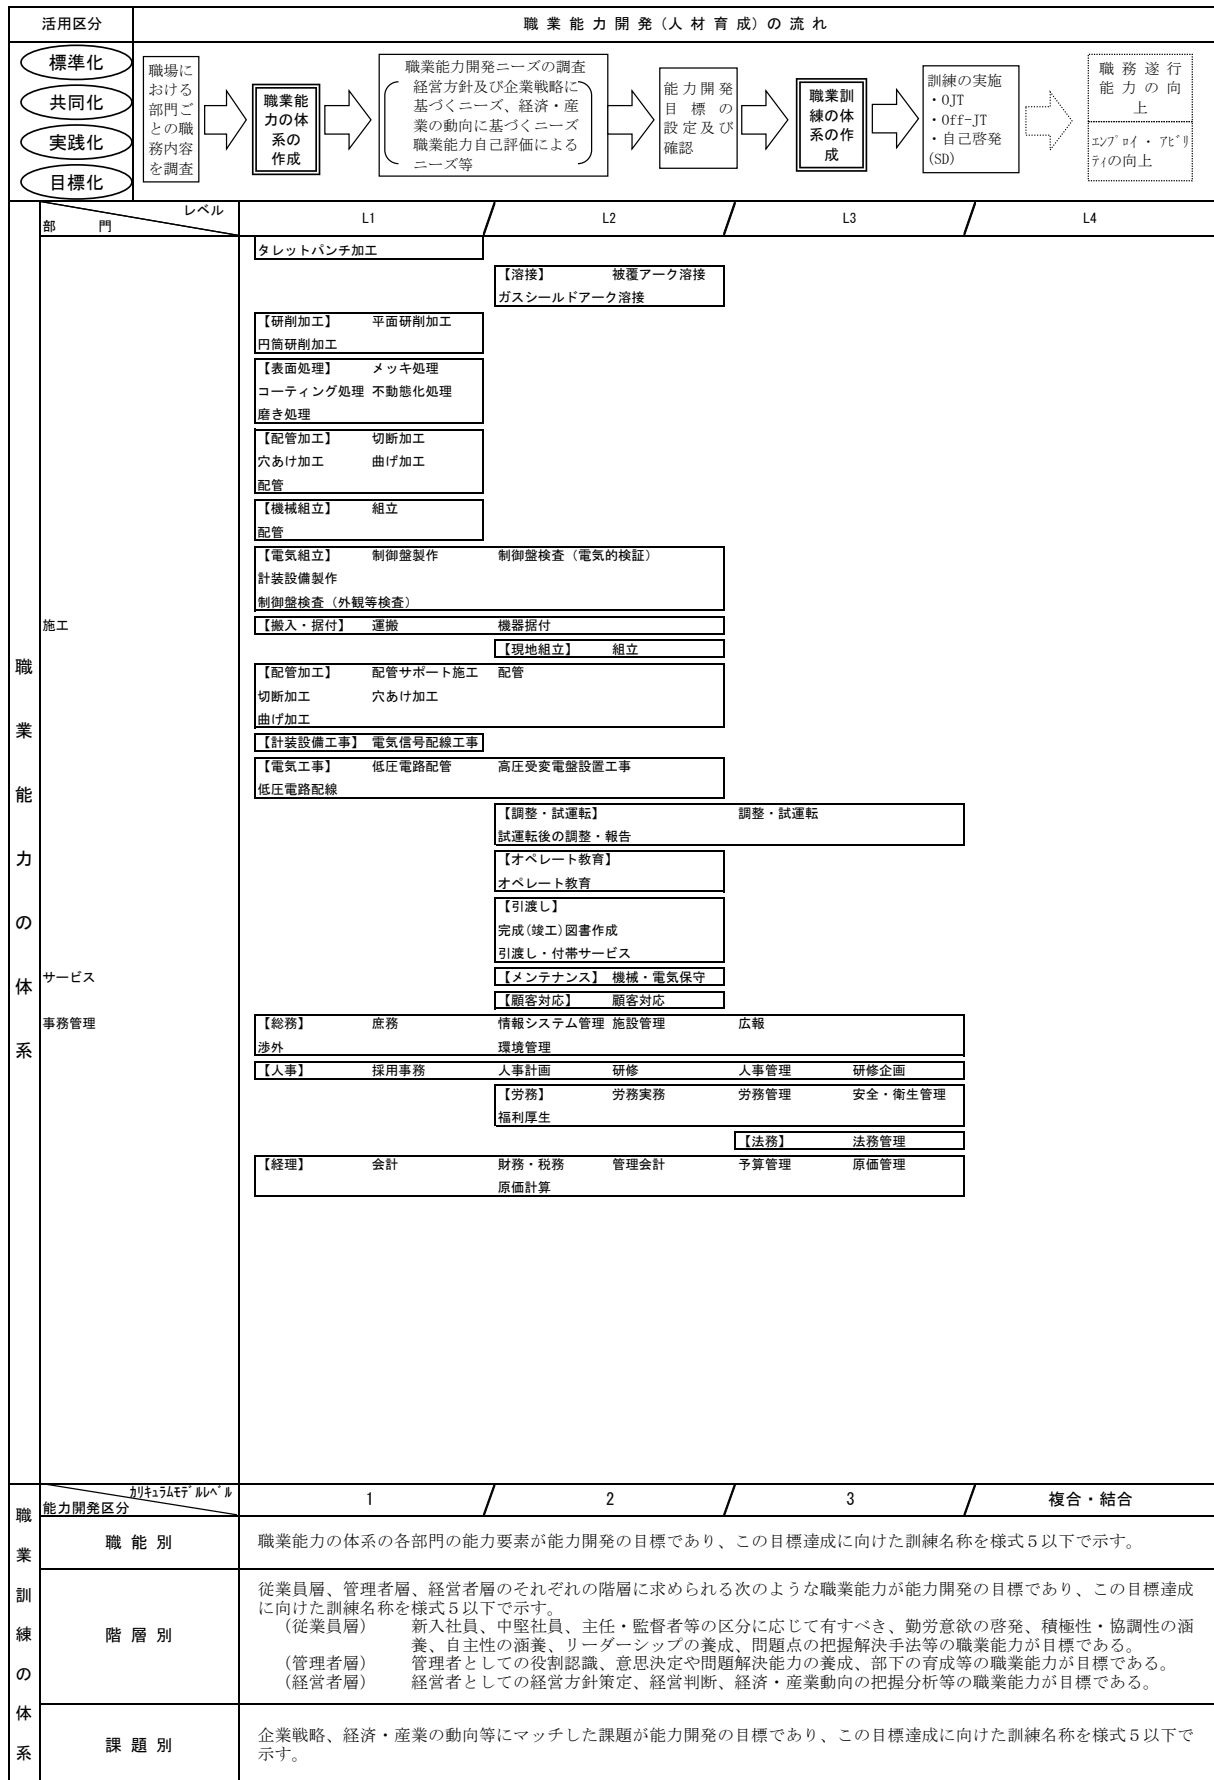 活用区分
職 業 能 力 開 発 (人 材 育 成) の 流 れ
標準化
共同化
実践化
目標化
職場に
おける
部門ご
との職
務内容
を調査
職業能
力の体
系の
作成
職業能力開発ニーズの調査
経営方針及び企業戦略に
基づくニーズ、経済・産
業の動向に基づくニーズ
職業能力自己評価による
ニーズ等
能力開発
目標の
設定及び
確認
職業訓
練の体
系の作
成
訓練の実施
・OJT
・Off-JT
・自己啓発
(SD)
職務遂行
能力の向
上
エンプロイ・アビリ
ティの向上
レベル
部 門
L1 L2 L3 L4
職業能力の体系
タレットパンチ加工
【溶接】 被覆アーク溶接
ガスシールドアーク溶接
【研削加工】 平面研削加工
円筒研削加工
【表面処理】 メッキ処理
コーティング処理 不動態化処理
磨き処理
【配管加工】 切断加工
穴あけ加工 曲げ加工
配管
【機械組立】 組立
配管
【電気組立】 制御盤製作 制御盤検査（電気的検証）
計装設備製作
制御盤検査（外観等検査）
施工 【搬入・据付】 運搬 機器据付
【現地組立】 組立
【配管加工】 配管サポート施工 配管
切断加工 穴あけ加工
曲げ加工
【計装設備工事】 電気信号配線工事
【電気工事】 低圧電路配管 高圧受変電盤設置工事
低圧電路配線
【調整・試運転】 調整・試運転
試運転後の調整・報告
【オペレート教育】
オペレート教育
【引渡し】
完成(竣工)図書作成
引渡し・付帯サービス
サービス 【メンテナンス】 機械・電気保守
【顧客対応】 顧客対応
事務管理 【総務】 庶務 情報システム管理 施設管理 広報
渉外 環境管理
【人事】 採用事務 人事計画 研修 人事管理 研修企画
【労務】 労務実務 労務管理 安全・衛生管理
福利厚生
【法務】 法務管理
【経理】 会計 財務・税務 管理会計 予算管理 原価管理
原価計算
職業訓練の体系
カリキュラムモデルレベル
能力開発区分
1 2 3 複合・結合
職 能 別
職業能力の体系の各部門の能力要素が能力開発の目標であり、この目標達成に向けた訓練名称を様式５以下で示す。
階 層 別
従業員層、管理者層、経営者層のそれぞれの階層に求められる次のような職業能力が能力開発の目標であり、この目標達成
に向けた訓練名称を様式５以下で示す。
（従業員層） 新入社員、中堅社員、主任・監督者等の区分に応じて有すべき、勤労意欲の啓発、積極性・協調性の涵
養、自主性の涵養、リーダーシップの養成、問題点の把握解決手法等の職業能力が目標である。
（管理者層） 管理者としての役割認識、意思決定や問題解決能力の養成、部下の育成等の職業能力が目標である。
（経営者層） 経営者としての経営方針策定、経営判断、経済・産業動向の把握分析等の職業能力が目標である。
課 題 別
企業戦略、経済・産業の動向等にマッチした課題が能力開発の目標であり、この目標達成に向けた訓練名称を様式５以下で
示す。